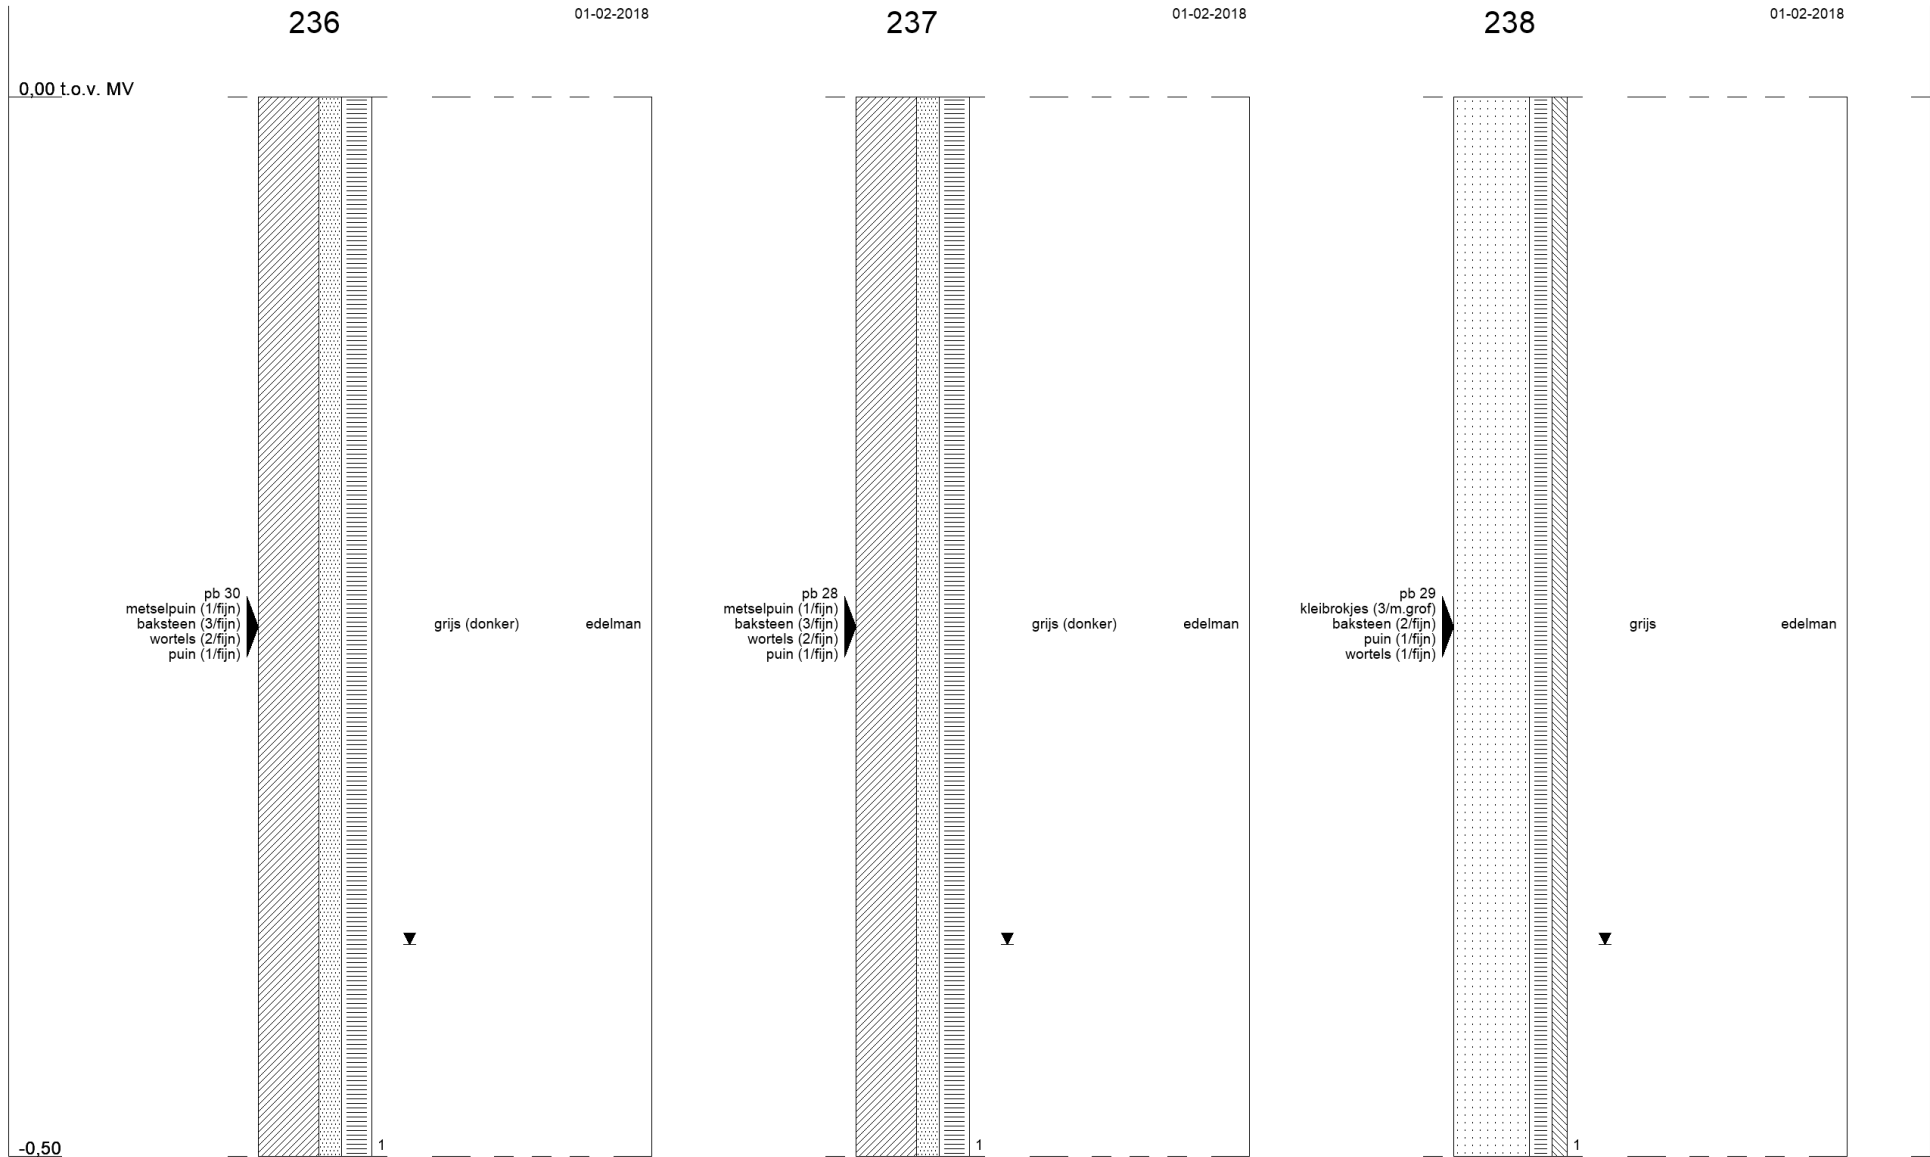 236
01-02-2018
237
01-02-2018
238
01-02-2018
0,00 t.o.v. MV
pb 30
metselpuin (1/fijn)
baksteen (3/fijn)
wortels (2/fijn)
puin (1/fijn)
grijs (donker)
edelman
pb 28
metselpuin (1/fijn)
baksteen (3/fijn)
wortels (2/fijn)
puin (1/fijn)
grijs (donker)
edelman
pb 29
kleibrokjes (3/m.grof)
baksteen (2/fijn)
puin (1/fijn)
wortels (1/fijn)
grijs
edelman
-0,50
1
1
1